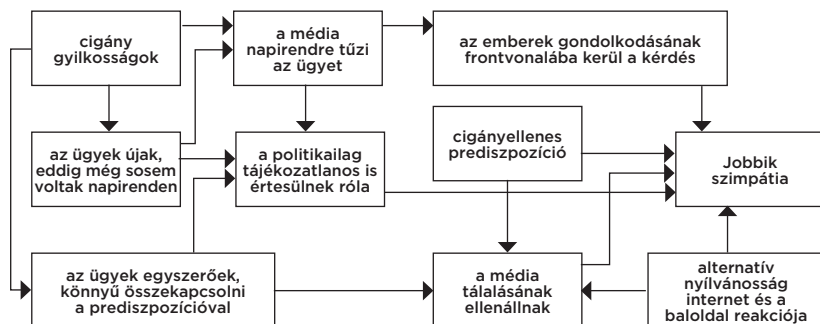 cigány
gyilkosságok
a média
napirendre tűzi
az ügyet
az emberek gondolkodásának
frontvonalába kerül a kérdés
az ügyek újak,
eddig még sosem
voltak napirenden
a politikailag
tájékozatlanos is
értesülnek róla
cigányellenes
prediszpozíció
Jobbik
szimpátia
az ügyek egyszerőek,
könnyű összekapcsolni
a prediszpozícióval
a média
tálalásának
ellenállnak
alternatív
nyílvánosság
internet és a
baloldal reakciója